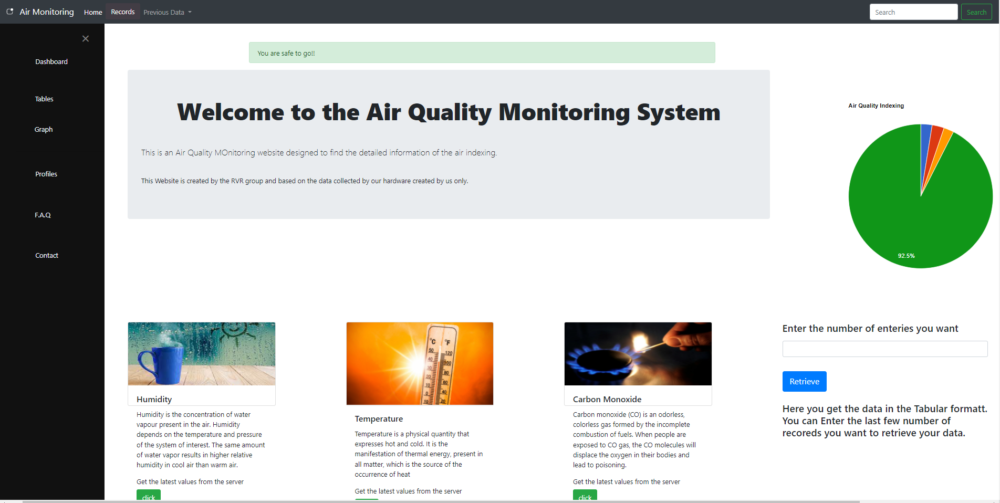 Air Monitoring Home Records Previous Data Search Search
Dashboard
Tables
Graph
Profiles
F.A.Q
Contact
You are safe to go!!
Welcome to the Air Quality Monitoring System
This is an Air Quality MOnitoring website designed to find the detailed information of the air indexing.
This Website is created by the RVR group and based on the data collected by our hardware created by us only.
Air Quality Indexing
92.5%
Humidity
Humidity is the concentration of water
vapour present in the air. Humidity
depends on the temperature and pressure
of the system of interest. The same amount
of water vapor results in higher relative
humidity in cool air than warm air.
Get the latest values from the server
click
°C °F
50 120
40 100
30 80
20 60
10 40
0 20
10
Temperature
Temperature is a physical quantity that
expresses hot and cold. It is the
manifestation of thermal energy, present in
all matter, which is the source of the
occurrence of heat
Get the latest values from the server
Carbon Monoxide
Carbon monoxide (CO) is an odorless,
colorless gas formed by the incomplete
combustion of fuels. When people are
exposed to CO gas, the CO molecules will
displace the oxygen in their bodies and
lead to poisoning.
Get the latest values from the server
click
Enter the number of enteries you want
Retrieve
Here you get the data in the Tabular formatt.
You can Enter the last few number of
recoreds you want to retrieve your data.